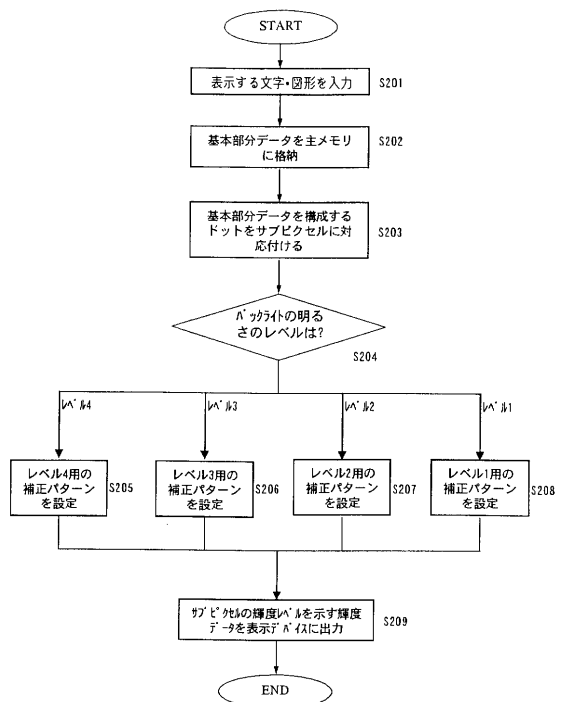 START
表示する文字・図形を入力
S201
基本部分データを主メモリ
に格納
S202
基本部分データを構成する
ドットをサブピクセルに対
応付ける
S203
ﾊﾞｯｸﾗｲﾄの明る
さのレベルは?
S204
ﾚﾍﾞﾙ4
ﾚﾍﾞﾙ3
ﾚﾍﾞﾙ2
ﾚﾍﾞﾙ1
レベル4用の
補正パターン
を設定
S205
レベル3用の
補正パターン
を設定
S206
レベル2用の
補正パターン
を設定
S207
レベル1用の
補正パターン
を設定
S208
ｻﾌﾞﾋﾟｸｾﾙの輝度ﾚﾍﾞﾙを示す輝度
ﾃﾞｰﾀを表示ﾃﾞﾊﾞｲｽに出力
S209
END